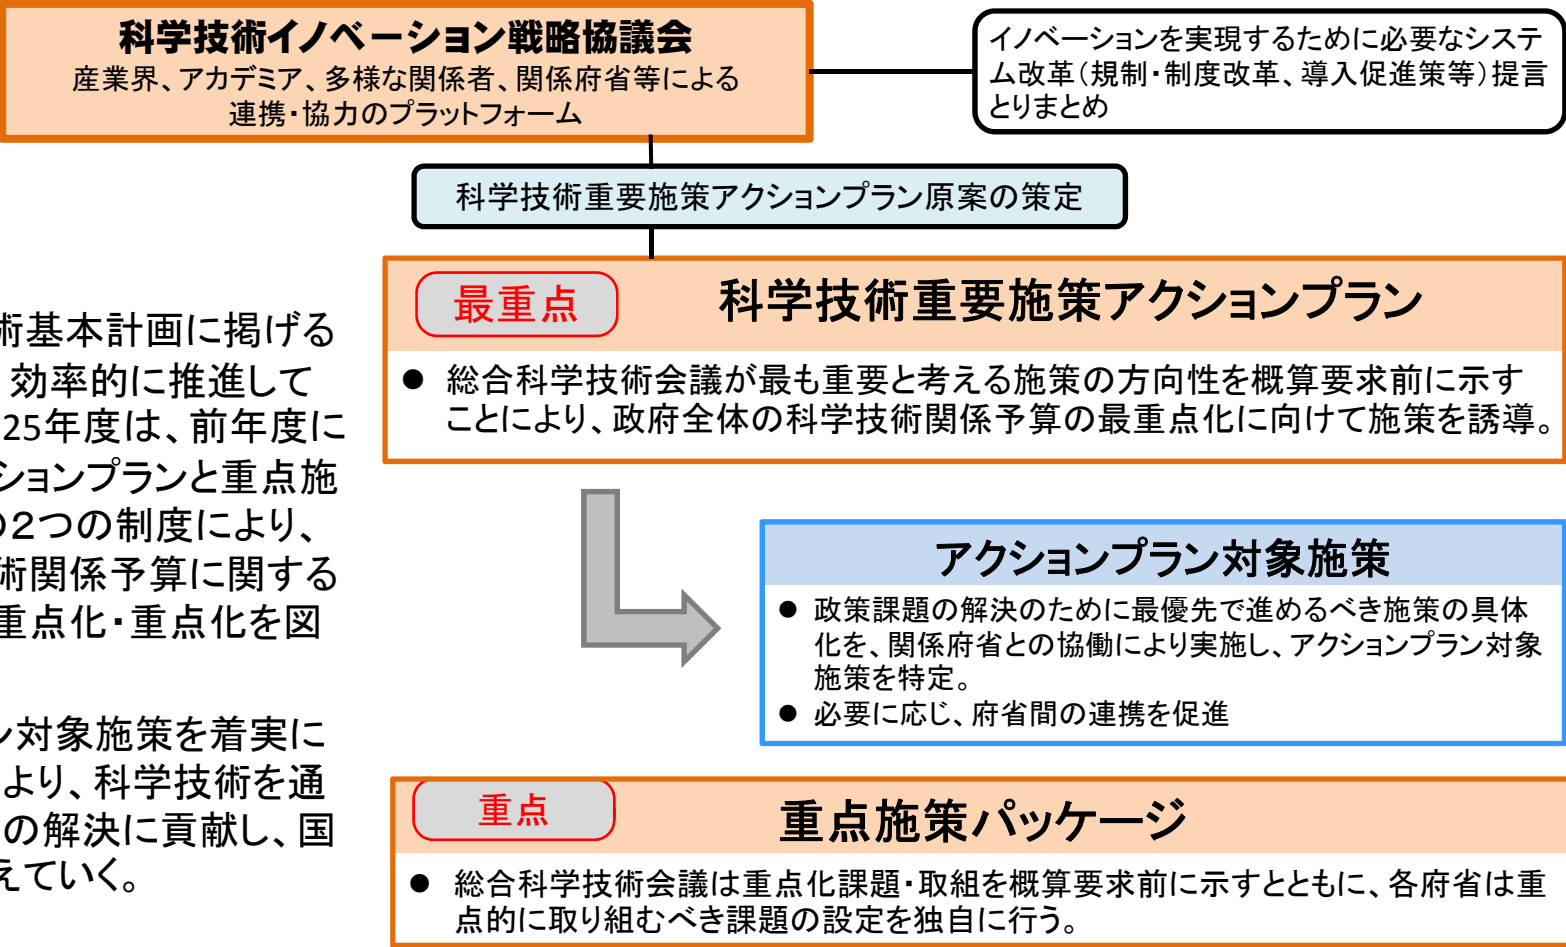 科学技術イノベーション戦略協議会
産業界、アカデミア、多様な関係者、関係府省等による
連携・協力のプラットフォーム
イノベーションを実現するために必要なシステ
ム改革（規制・制度改革、導入促進策等）提言
とりまとめ
科学技術重要施策アクションプラン原案の策定
術基本計画に掲げる
効率的に推進して
25年度は、前年度に
ションプランと重点施
の２つの制度により、
術関係予算に関する
重点化・重点化を図
ン対象施策を着実に
より、科学技術を通
の解決に貢献し、国
えていく。
最重点
科学技術重要施策アクションプラン
● 総合科学技術会議が最も重要と考える施策の方向性を概算要求前に示す
ことにより、政府全体の科学技術関係予算の最重点化に向けて施策を誘導。
アクションプラン対象施策
● 政策課題の解決のために最優先で進めるべき施策の具体
化を、関係府省との協働により実施し、アクションプラン対象
施策を特定。
● 必要に応じ、府省間の連携を促進
重点
重点施策パッケージ
● 総合科学技術会議は重点化課題・取組を概算要求前に示すとともに、各府省は重
点的に取り組むべき課題の設定を独自に行う。